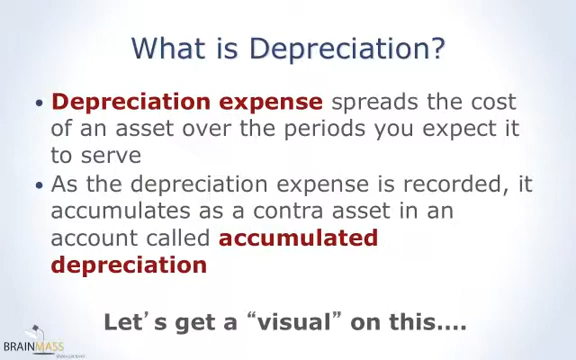 What is Depreciation?
• Depreciation expense spreads the cost
of an asset over the periods you expect it
to serve
• As the depreciation expense is recorded, it
accumulates as a contra asset in an
account called accumulated
depreciation
Let’s get a “visual” on this....
BRAINMASS